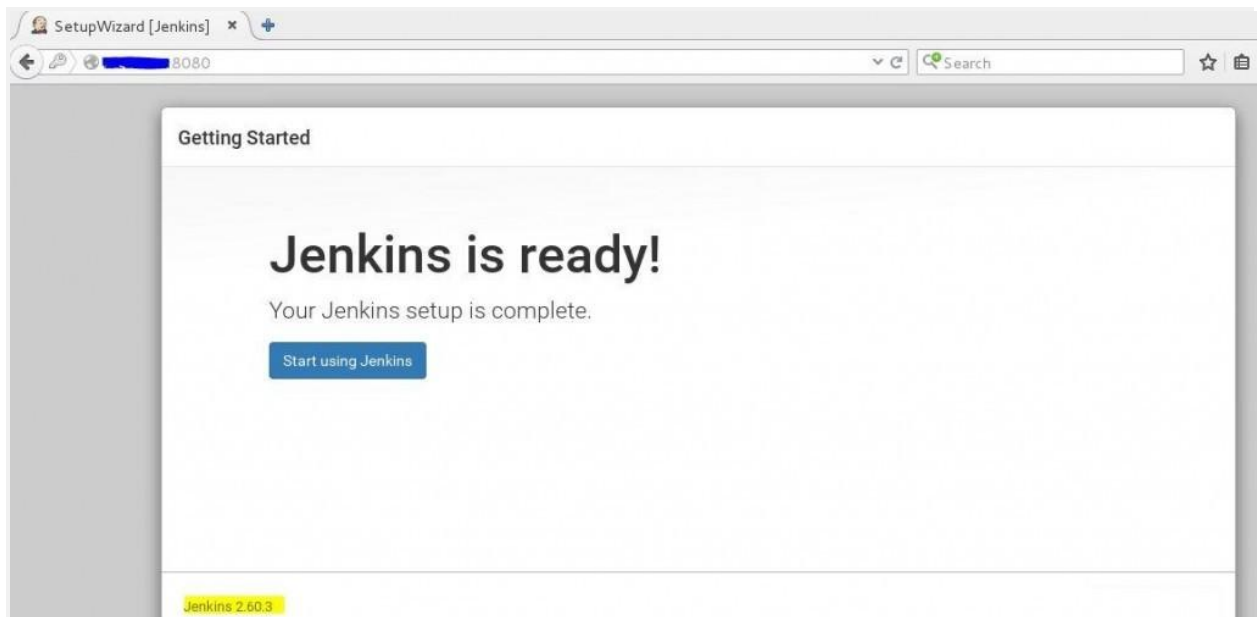 SetupWizard [Jenkins]
8080
Search
Getting Started
Jenkins is ready!
Your Jenkins setup is complete.
Start using Jenkins
Jenkins 2.60.3